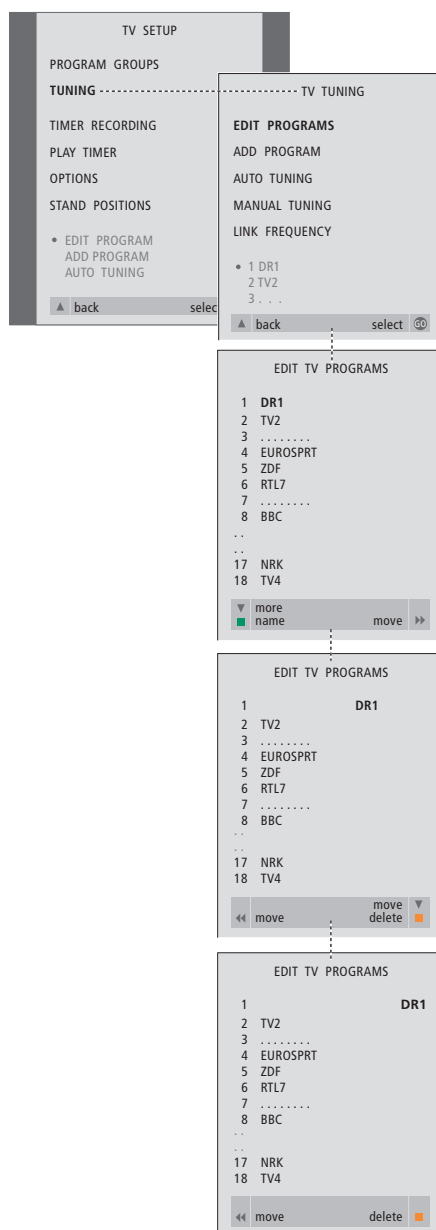 TV SETUP
PROGRAM GROUPS
TUNING
TIMER RECORDING
PLAY TIMER
OPTIONS
STAND POSITIONS
• EDIT PROGRAM
ADD PROGRAM
AUTO TUNING
▲ back selec
TV TUNING
EDIT PROGRAMS
ADD PROGRAM
AUTO TUNING
MANUAL TUNING
LINK FREQUENCY
• 1 DR1
2 TV2
3 . . .
▲ back select GO
EDIT TV PROGRAMS
1 DR1
2 TV2
3 . . . . . . . .
4 EUROSPRT
5 ZDF
6 RTL7
7 . . . . . . . .
8 BBC
. .
. .
17 NRK
18 TV4
▼ more
name move ▶▶
EDIT TV PROGRAMS
1 DR1
2 TV2
3 . . . . . . . .
4 EUROSPRT
5 ZDF
6 RTL7
7 . . . . . . . .
8 BBC
. .
. .
17 NRK
18 TV4
move ▼
◀◀ move delete
EDIT TV PROGRAMS
1 DR1
2 TV2
3 . . . . . . . .
4 EUROSPRT
5 ZDF
6 RTL7
7 . . . . . . . .
8 BBC
. .
. .
17 NRK
18 TV4
◀◀ move delete